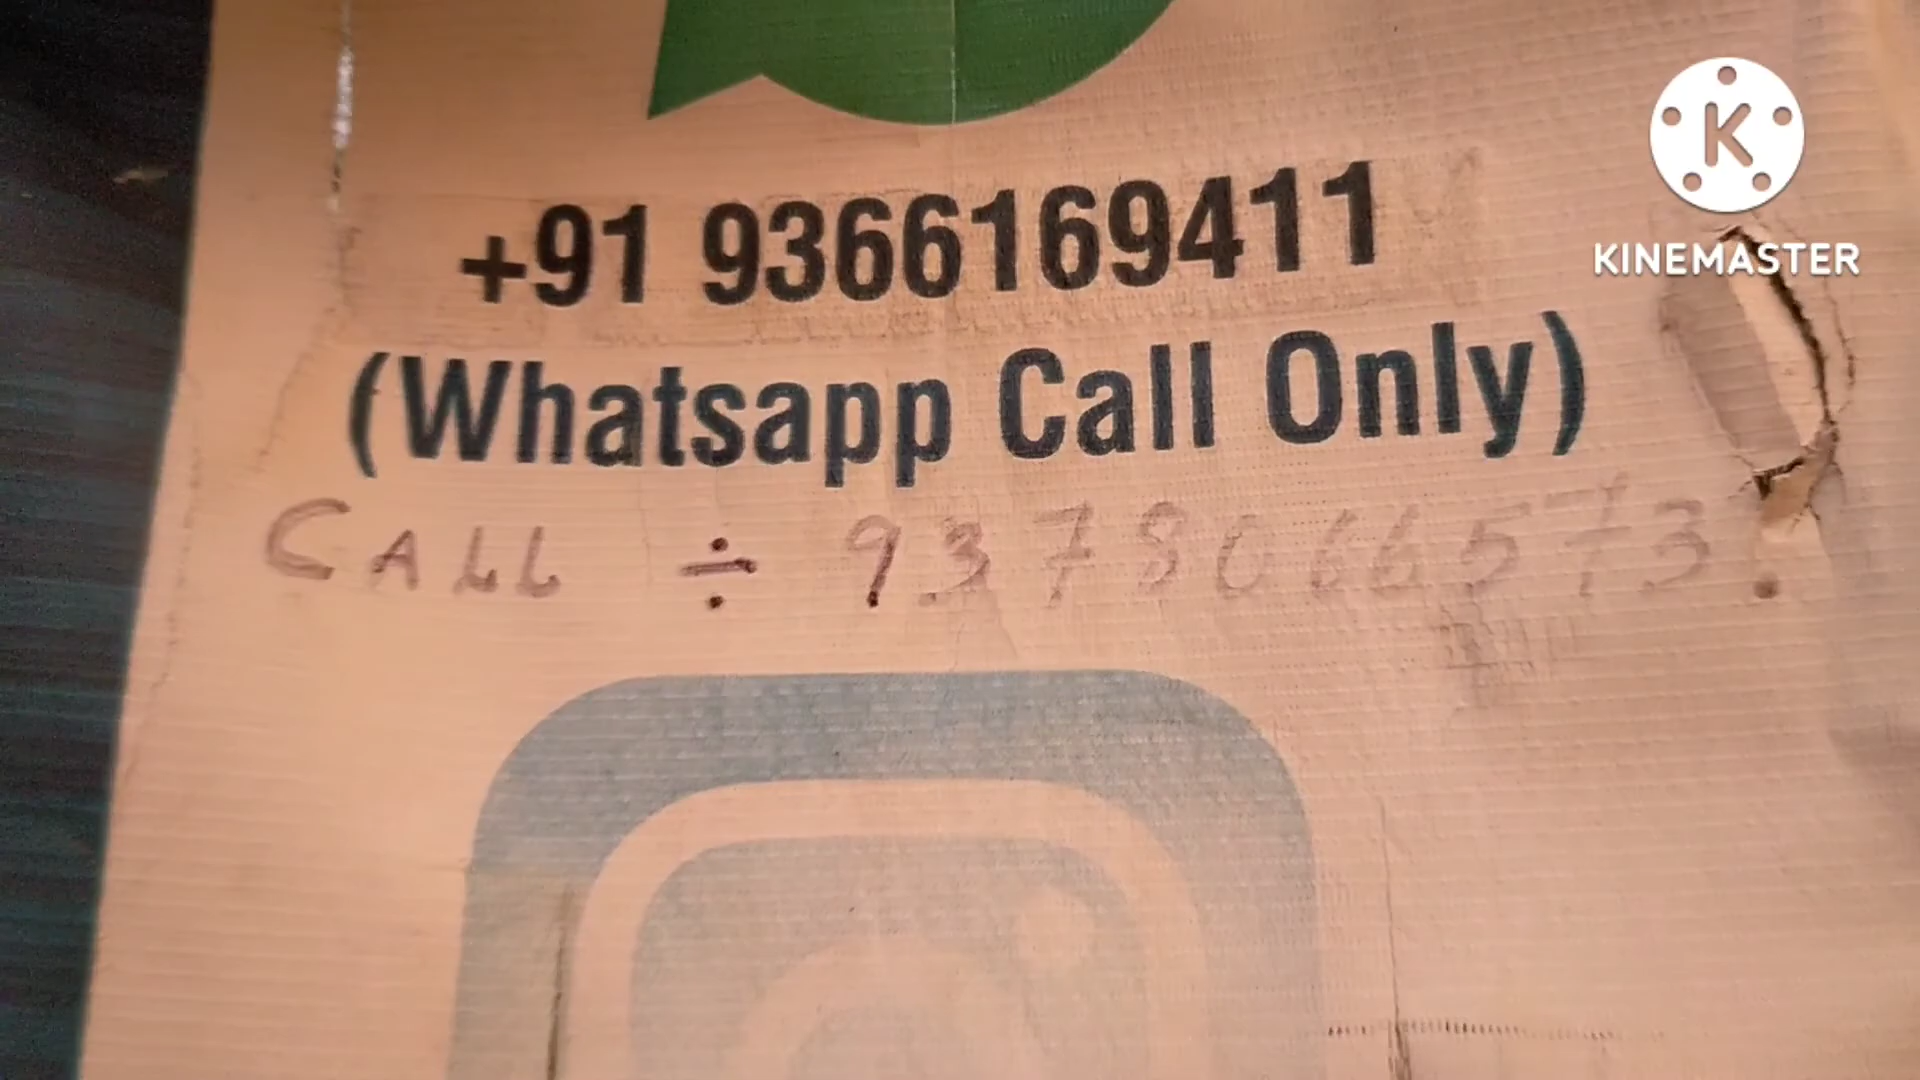 +91 9366169411
(Whatsapp Call Only)
CALL ÷ 9378066573.
K
KINEMASTER